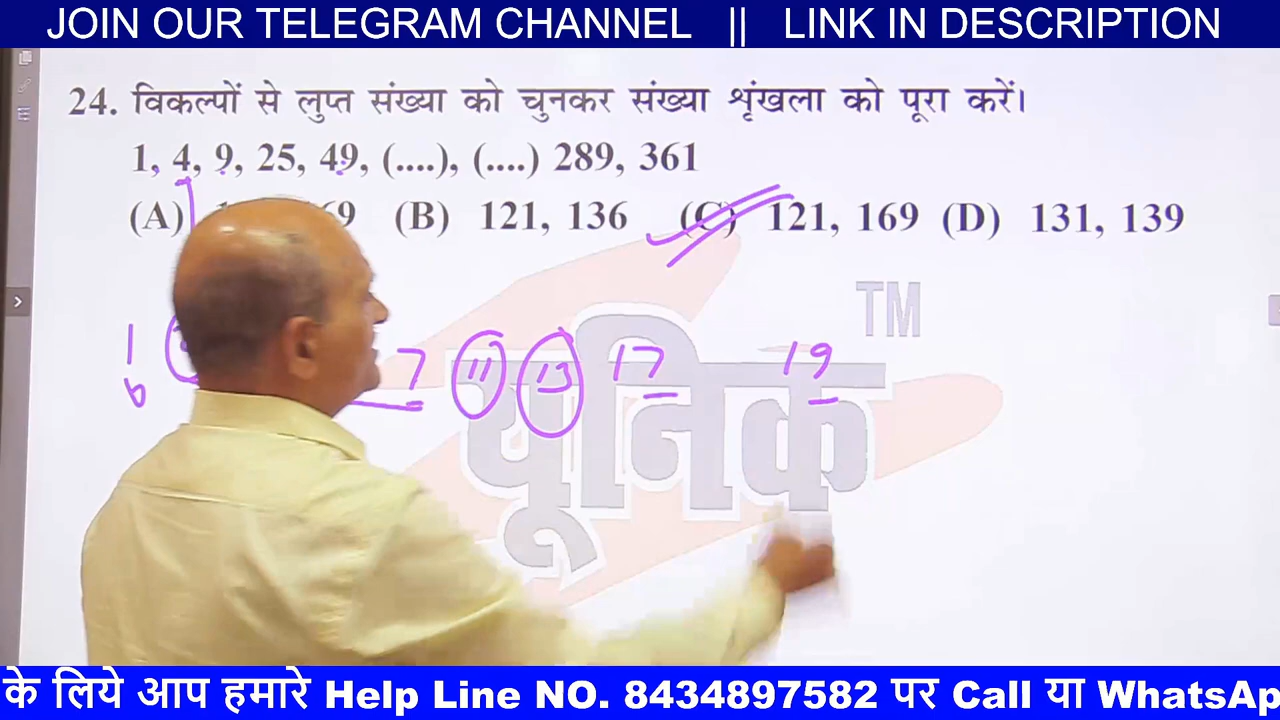 JOIN OUR TELEGRAM CHANNEL || LINK IN DESCRIPTION
24. विकल्पों से लुप्त संख्या को चुनकर संख्या शृंखला को पूरा करें।
1, 4, 9, 25, 49, (....), (....) 289, 361
(A) 69 (B) 121, 136 (C) 121, 169 (D) 131, 139
TM
1 7 11 13 17 19
यूनिक
के लिये आप हमारे Help Line NO. 8434897582 पर Call या WhatsAp